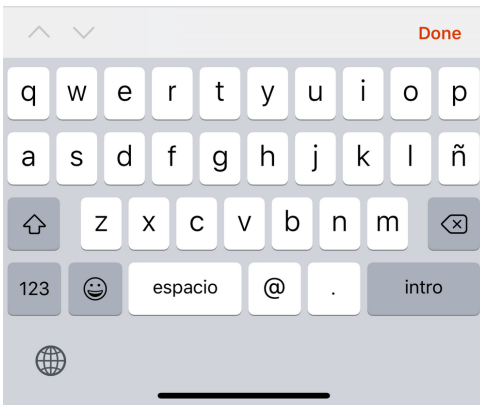 Done
q w e r t y u i o p
a s d f g h j k l ñ
z x c v b n m
123 espacio @ . intro